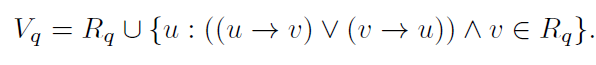 V_q = R_q ∪ {u : ((u → v) ∨ (v → u)) ∧ v ∈ R_q}.